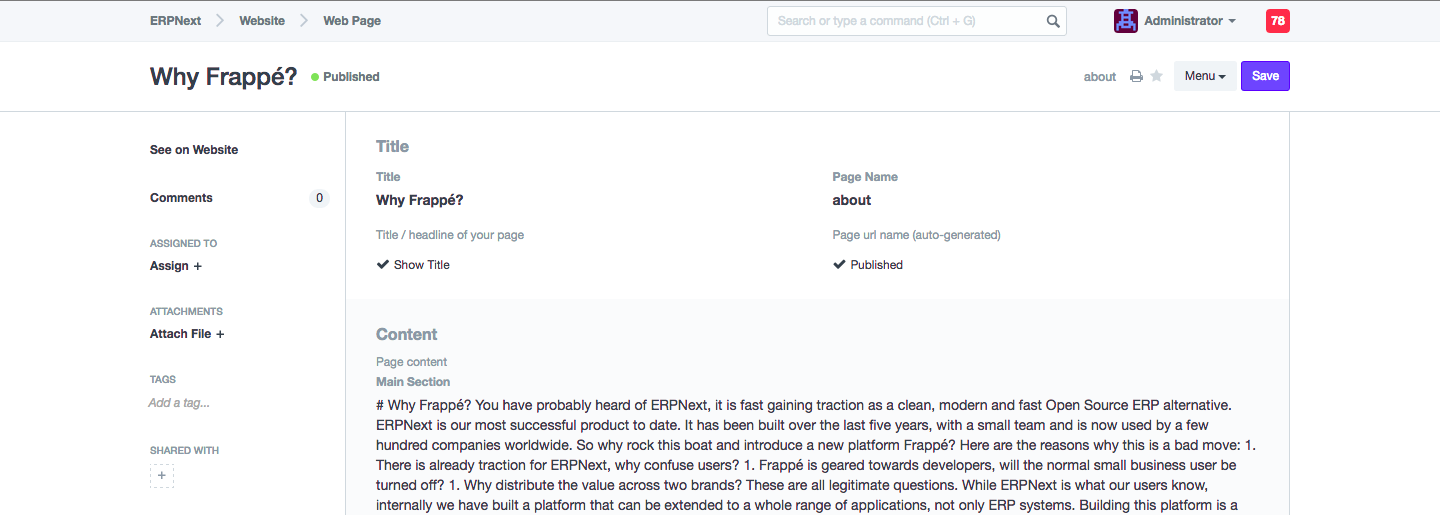 ERPNext Website Web Page Search or type a command (Ctrl + G) Administrator 78
Why Frappé? Published about Menu Save
See on Website
Comments 0
ASSIGNED TO
Assign +
ATTACHMENTS
Attach File +
TAGS
Add a tag...
SHARED WITH
+
Title
Title Page Name
Why Frappé? about
Title / headline of your page Page url name (auto-generated)
Show Title Published
Content
Page content
Main Section
# Why Frappé? You have probably heard of ERPNext, it is fast gaining traction as a clean, modern and fast Open Source ERP alternative.
ERPNext is our most successful product to date. It has been built over the last five years, with a small team and is now used by a few
hundred companies worldwide. So why rock this boat and introduce a new platform Frappé? Here are the reasons why this is a bad move: 1.
There is already traction for ERPNext, why confuse users? 1. Frappé is geared towards developers, will the normal small business user be
turned off? 1. Why distribute the value across two brands? These are all legitimate questions. While ERPNext is what our users know,
internally we have built a platform that can be extended to a whole range of applications, not only ERP systems. Building this platform is a